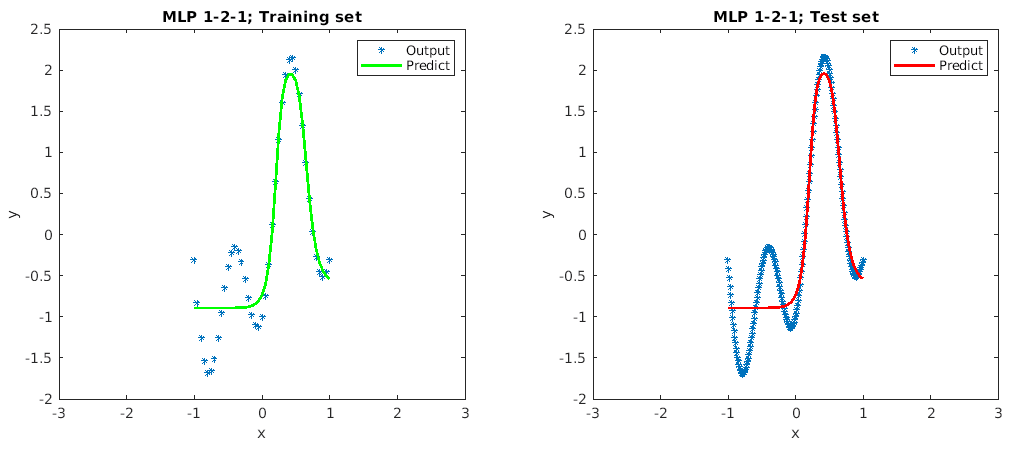 MLP 1-2-1; Training set
2.5
2
1.5
1
0.5
0
-0.5
-1
-1.5
-2
y
-3 -2 -1 0 1 2 3
x
Output
Predict
MLP 1-2-1; Test set
2.5
2
1.5
1
0.5
0
-0.5
-1
-1.5
-2
y
-3 -2 -1 0 1 2 3
x
Output
Predict